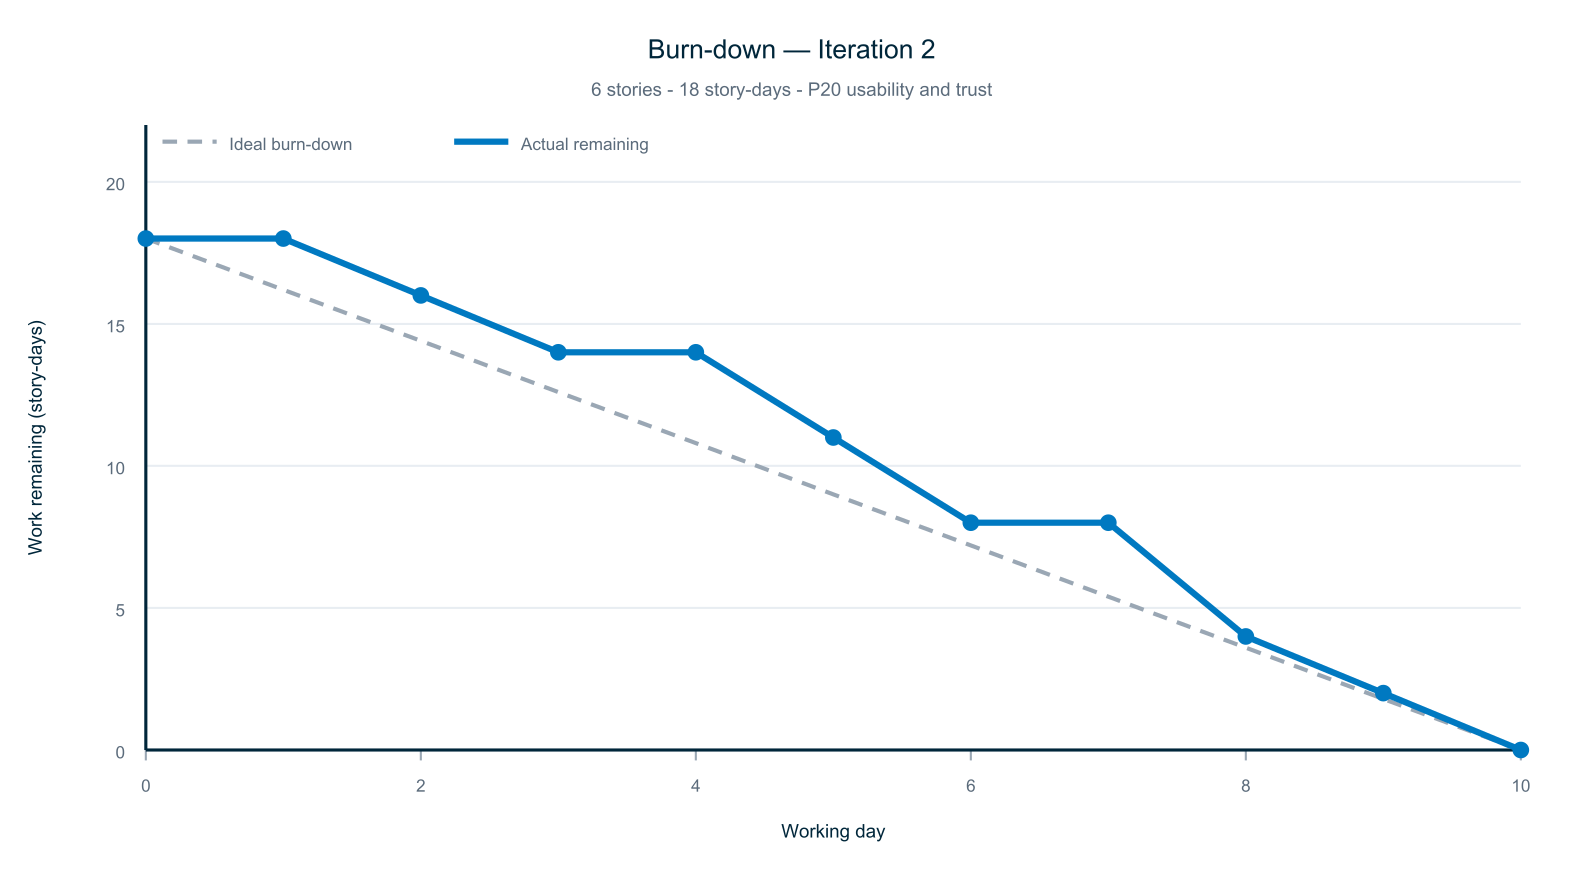 Burn-down — Iteration 2
6 stories - 18 story-days - P20 usability and trust
Ideal burn-down
Actual remaining
20
15
10
5
0
Work remaining (story-days)
0
2
4
6
8
10
Working day